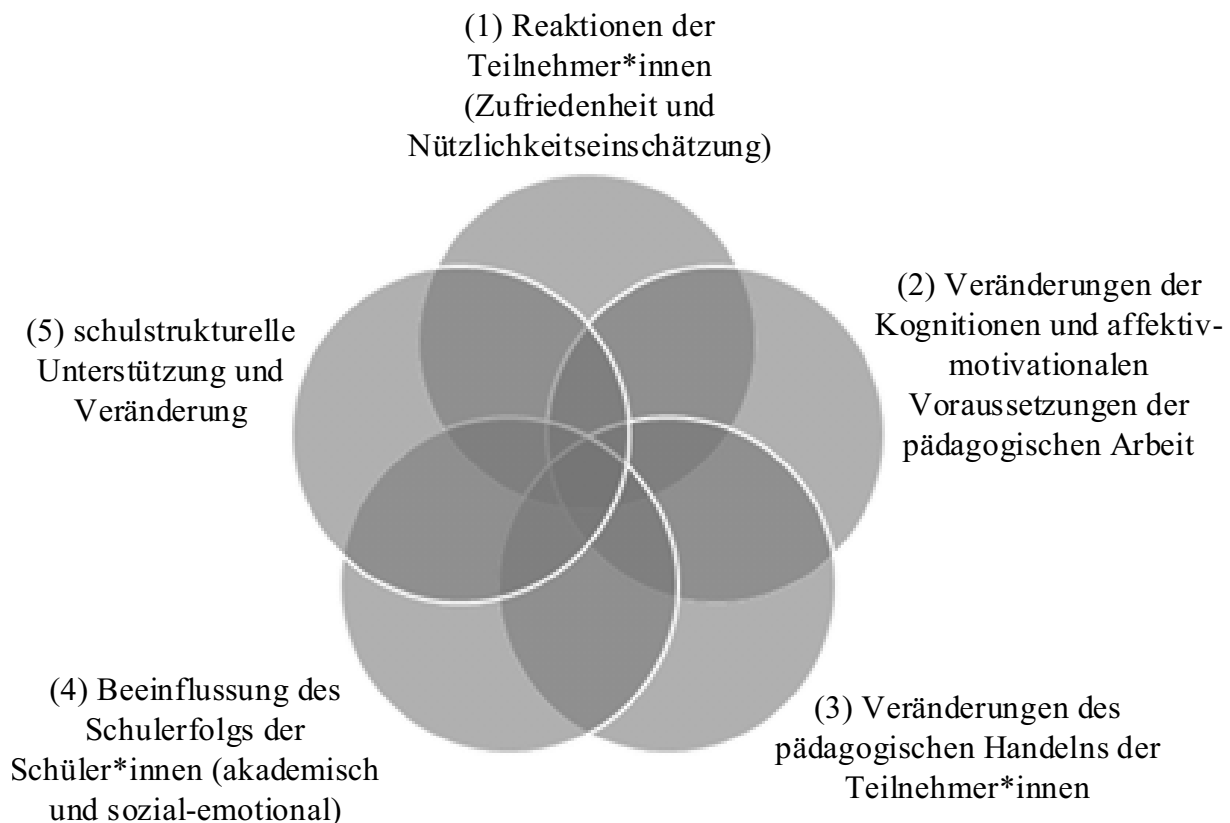 (1) Reaktionen der
Teilnehmer*innen
(Zufriedenheit und
Nützlichkeitseinschätzung)
(2) Veränderungen der
Kognitionen und affektiv-
motivationalen
Voraussetzungen der
pädagogischen Arbeit
(3) Veränderungen des
pädagogischen Handelns der
Teilnehmer*innen
(4) Beeinflussung des
Schulerfolgs der
Schüler*innen (akademisch
und sozial-emotional)
(5) schulstrukturelle
Unterstützung und
Veränderung